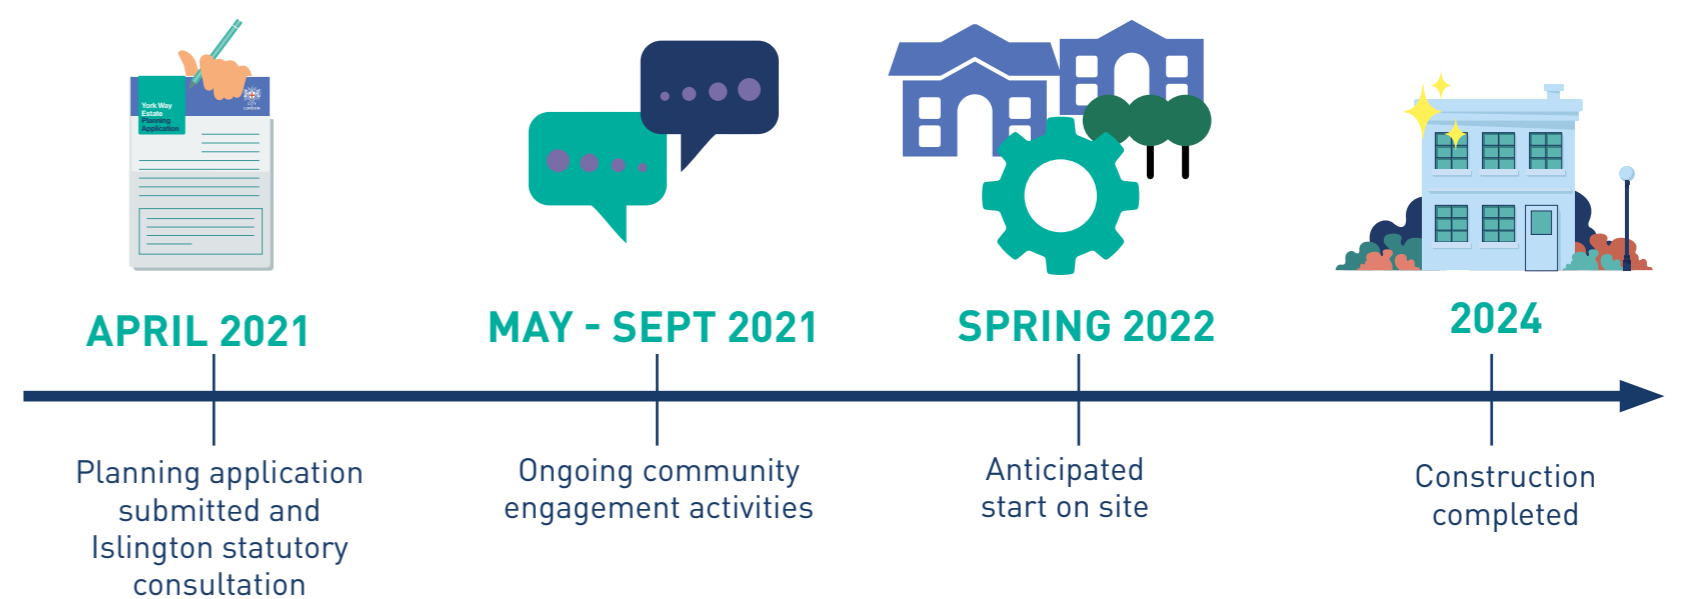 York Way
Estate
Planning
Application
APRIL 2021
MAY - SEPT 2021
SPRING 2022
2024
Planning application
submitted and
Islington statutory
consultation
Ongoing community
engagement activities
Anticipated
start on site
Construction
completed